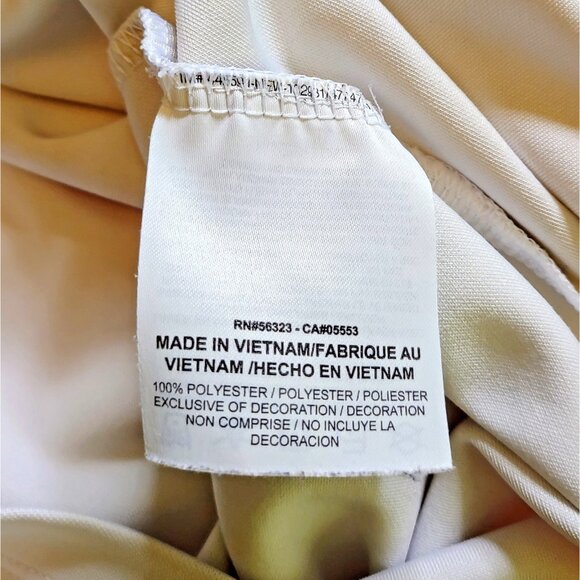 RN#56323 - CA#05553
MADE IN VIETNAM/FABRIQUE AU
VIETNAM /HECHO EN VIETNAM
100% POLYESTER / POLYESTER / POLIESTER
EXCLUSIVE OF DECORATION / DECORATION
NON COMPRISE / NO INCLUYE LA
DECORACION